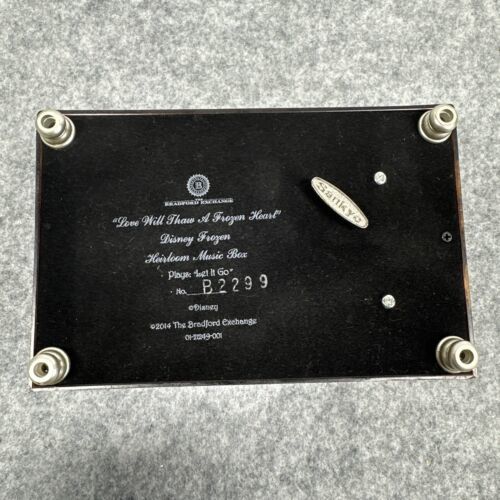 B
BRADFORD EXCHANGE
"Love Will Thaw A Frozen Heart"
Disney Frozen
Heirloom Music Box
Plays: "Let It Go"
No. B2299
©Disney
©2014 The Bradford Exchange
01-21249-001
Sankyo